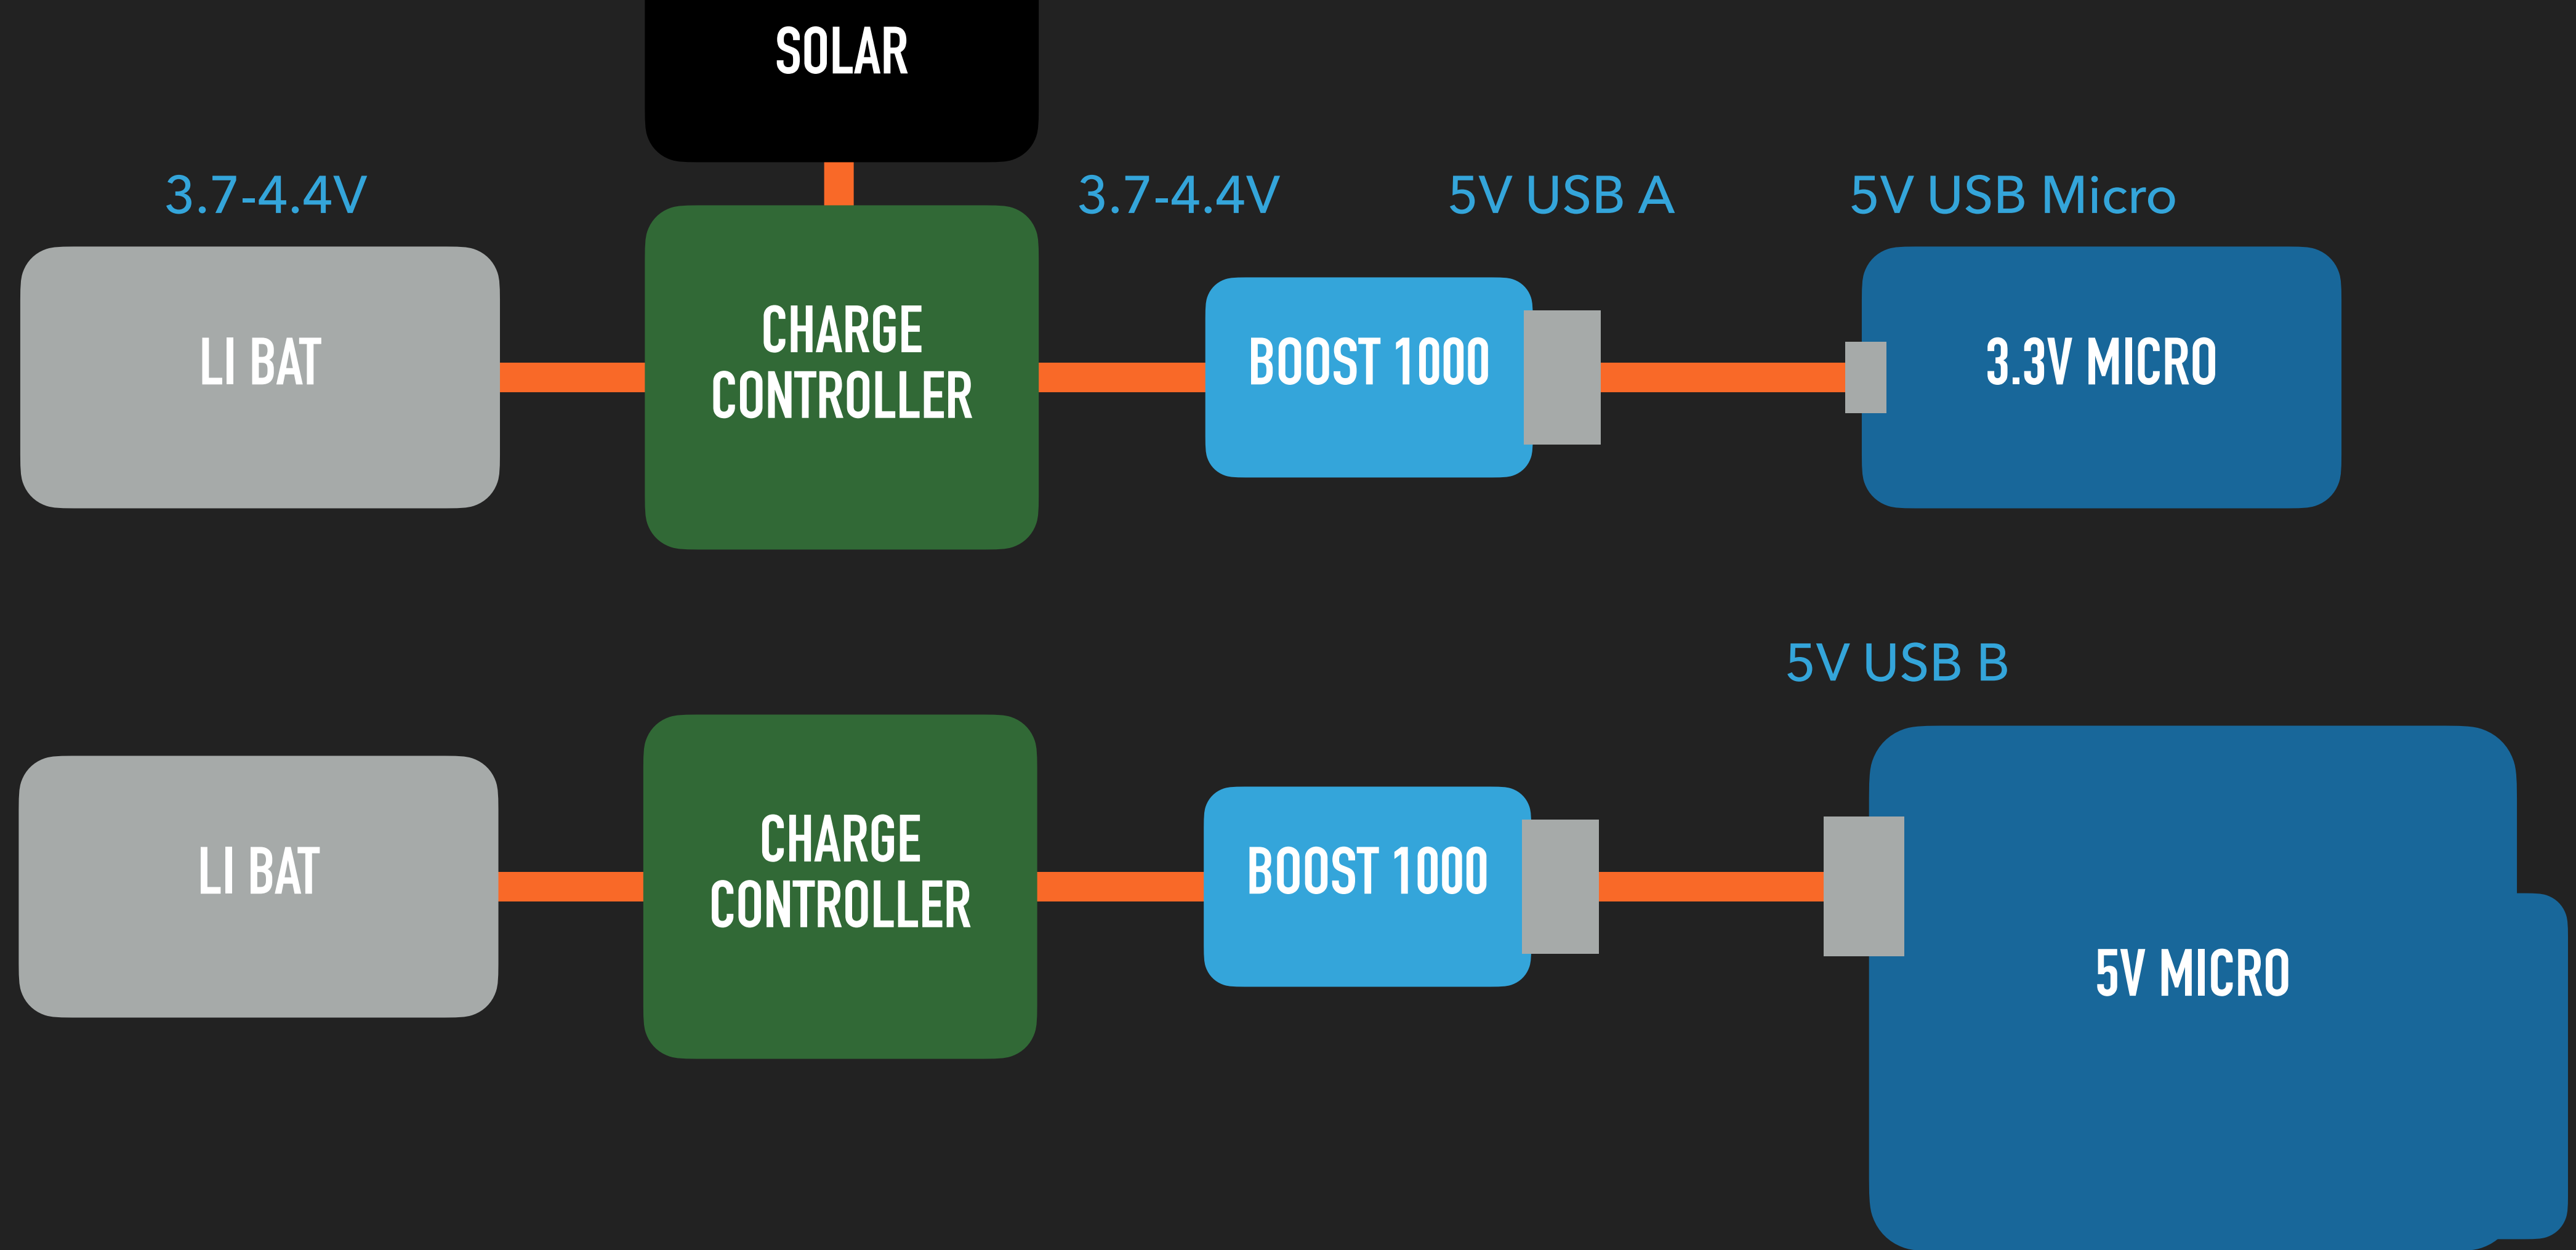 SOLAR
3.7-4.4V
3.7-4.4V
5V USB A
5V USB Micro
LI BAT
CHARGE
CONTROLLER
BOOST 1000
3.3V MICRO
5V USB B
LI BAT
CHARGE
CONTROLLER
BOOST 1000
5V MICRO